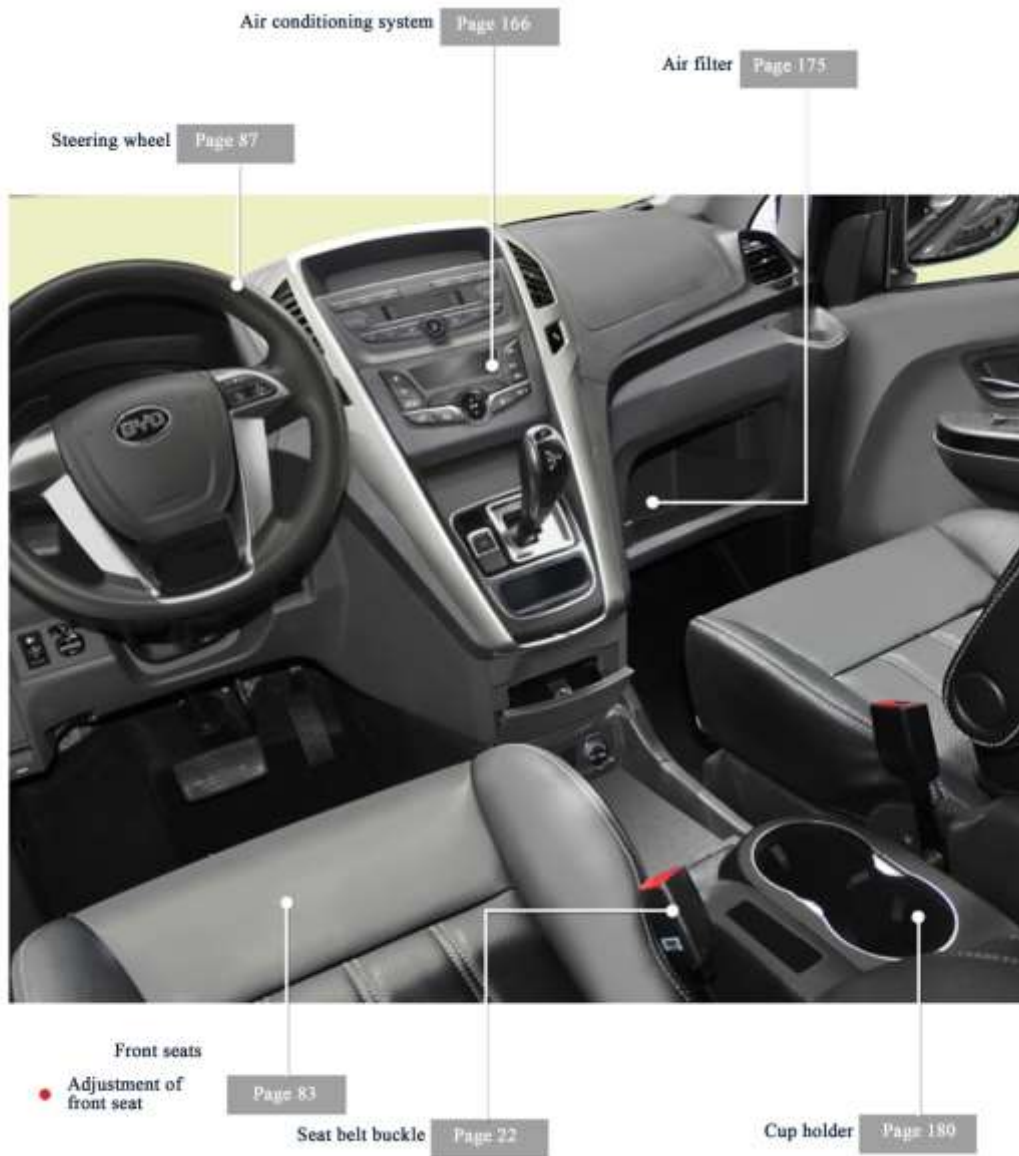 Air conditioning system Page 166
Air filter Page 175
Steering wheel Page 87
BYD
Front seats
Adjustment of
front seat
Page 83
Seat belt buckle Page 22
Cup holder Page 180